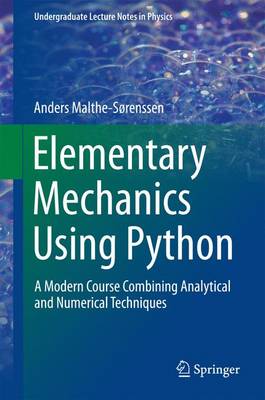 Undergraduate Lecture Notes in Physics
Anders Malthe-Sørenssen
Elementary
Mechanics
Using Python
A Modern Course Combining Analytical
and Numerical Techniques
Springer